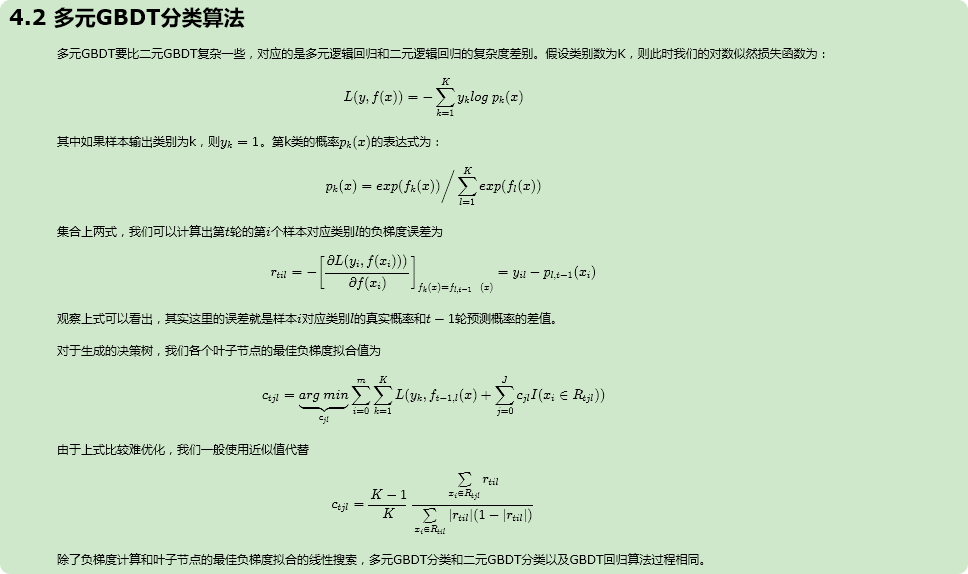 4.2 多元GBDT分类算法
多元GBDT要比二元GBDT复杂一些，对应的是多元逻辑回归和二元逻辑回归的复杂度差别。假设类别数为K，则此时我们的对数似然损失函数为：
$L(y, f(x)) = -\sum_{k=1}^{K} y_k log\, p_k(x)$
其中如果样本输出类别为k，则$y_k = 1$。第k类的概率$p_k(x)$的表达式为：
$p_k(x) = exp(f_k(x)) \Big/ \sum_{l=1}^{K} exp(f_l(x))$
集合上两式，我们可以计算出第$t$轮的第$i$个样本对应类别$l$的负梯度误差为
$r_{til} = -\left[\frac{\partial L(y_i, f(x_i)))}{\partial f(x_i)}\right]_{f_k(x)=f_{l,t-1}\;\;(x)} = y_{il} - p_{l,t-1}(x_i)$
观察上式可以看出，其实这里的误差就是样本$i$对应类别$l$的真实概率和$t-1$轮预测概率的差值。
对于生成的决策树，我们各个叶子节点的最佳负梯度拟合值为
$c_{tjl} = \underbrace{arg\; min}_{c_{jl}} \sum_{i=0}^{m} \sum_{k=1}^{K} L(y_k, f_{t-1,l}(x) + \sum_{j=0}^{J} c_{jl} I(x_i \in R_{tjl}))$
由于上式比较难优化，我们一般使用近似值代替
$c_{tjl} = \frac{K-1}{K} \frac{\sum_{x_i \in R_{tjl}} r_{til}}{\sum_{x_i \in R_{til}} |r_{til}|(1-|r_{til}|)}$
除了负梯度计算和叶子节点的最佳负梯度拟合的线性搜索，多元GBDT分类和二元GBDT分类以及GBDT回归算法过程相同。